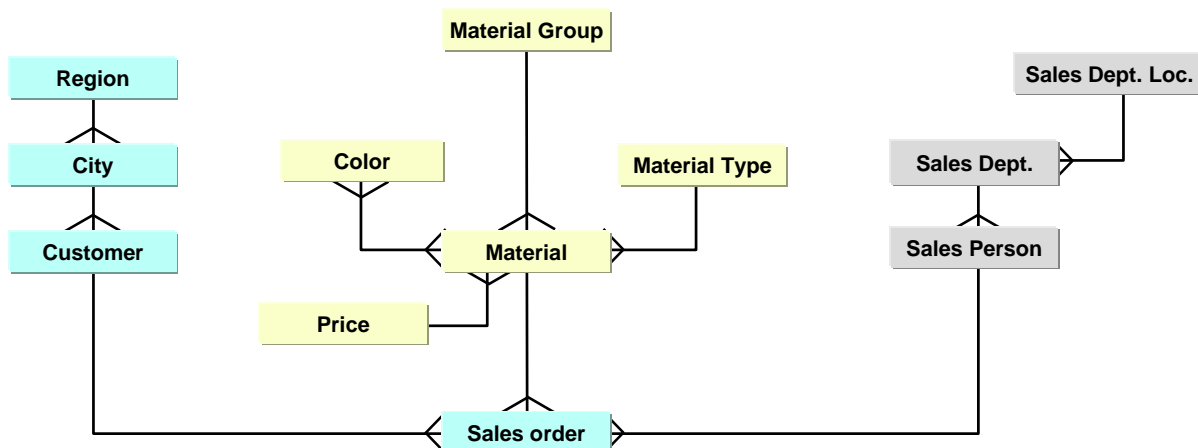 Material Group
Region
Sales Dept. Loc.
City
Color
Material Type
Sales Dept.
Customer
Material
Sales Person
Price
Sales order